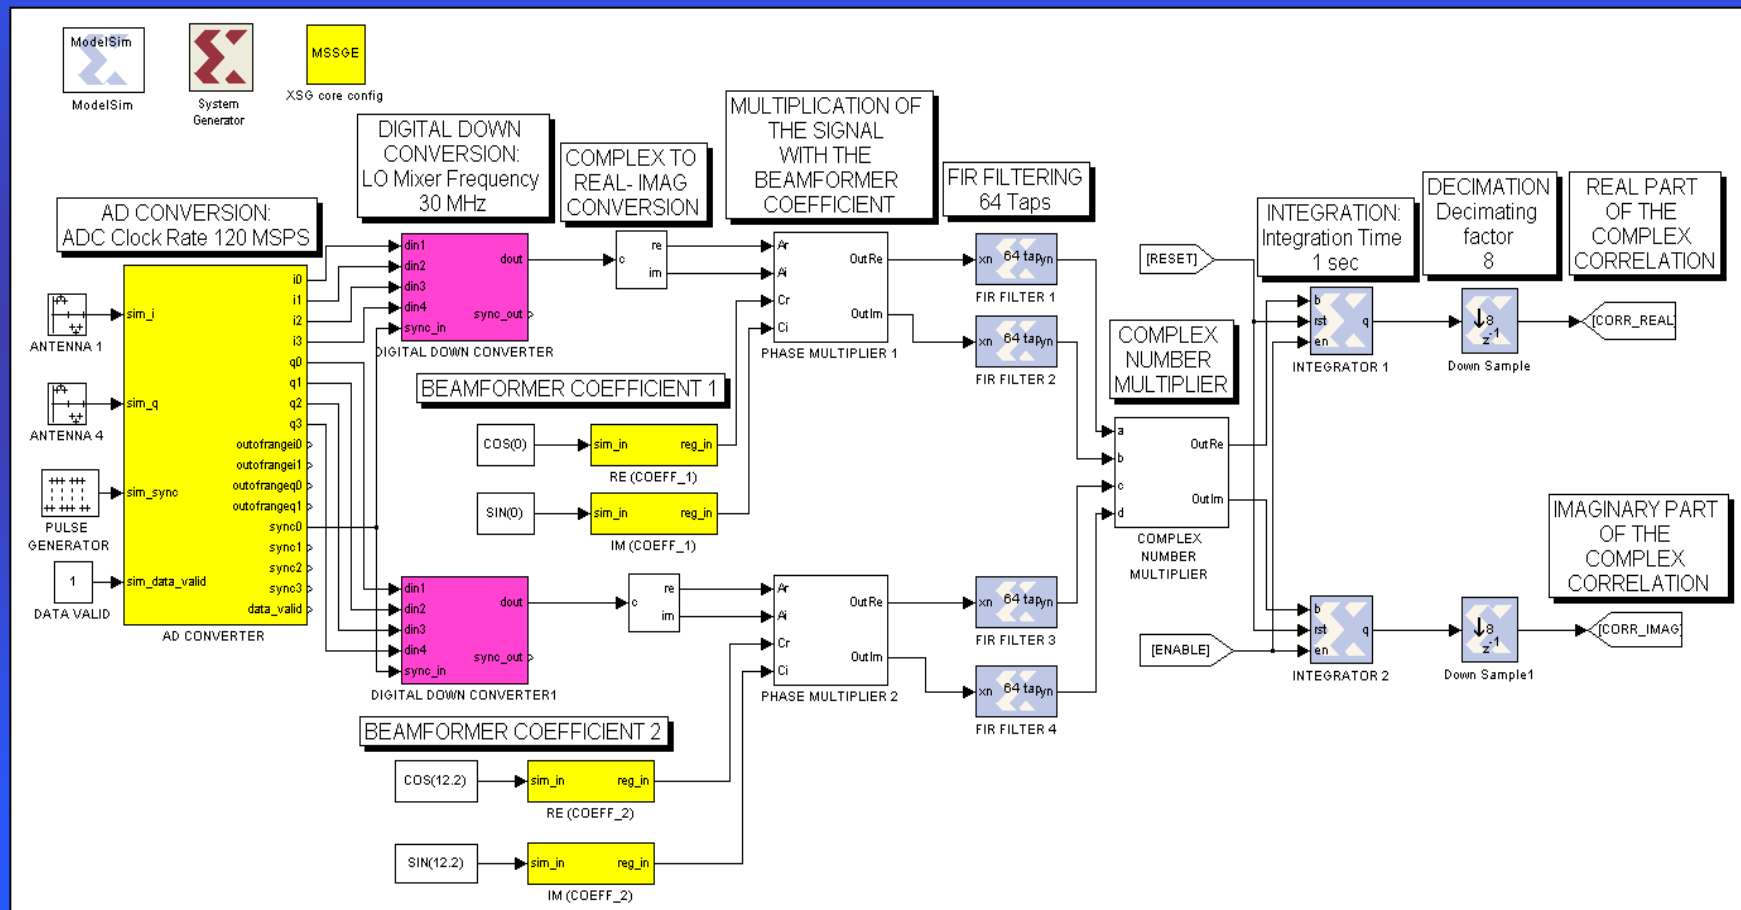 ModelSim
ModelSim
System
Generator
MSSGE
XSG core config
AD CONVERSION:
ADC Clock Rate 120 MSPS
DIGITAL DOWN
CONVERSION:
LO Mixer Frequency
30 MHz
COMPLEX TO
REAL- IMAG
CONVERSION
MULTIPLICATION OF
THE SIGNAL
WITH THE
BEAMFORMER
COEFFICIENT
FIR FILTERING
64 Taps
INTEGRATION:
Integration Time
1 sec
DECIMATION
Decimating
factor
8
REAL PART
OF THE
COMPLEX
CORRELATION
ANTENNA 1
ANTENNA 4
PULSE
GENERATOR
1
DATA VALID
sim_i
sim_q
sim_sync
sim_data_valid
i0
i1
i2
i3
q0
q1
q2
q3
outofrangei0
outofrangei1
outofrangeq0
outofrangeq1
sync0
sync1
sync2
sync3
data_valid
AD CONVERTER
din1
din2
din3
din4
sync_in
dout
sync_out
DIGITAL DOWN CONVERTER
c
re
im
Ar
Ai
Cr
Ci
OutRe
OutIm
PHASE MULTIPLIER 1
xn 64 tap yn
FIR FILTER 1
xn 64 tap yn
FIR FILTER 2
BEAMFORMER COEFFICIENT 1
COS(0)
sim_in reg_in
RE (COEFF_1)
SIN(0)
sim_in reg_in
IM (COEFF_1)
COMPLEX
NUMBER
MULTIPLIER
a
b
c
d
OutRe
OutIm
COMPLEX
NUMBER
MULTIPLIER
[RESET]
b
rst
en
q
INTEGRATOR 1
↓8
z-1
Down Sample
[CORR_REAL]
din1
din2
din3
din4
sync_in
dout
sync_out
DIGITAL DOWN CONVERTER1
c
re
im
Ar
Ai
Cr
Ci
OutRe
OutIm
PHASE MULTIPLIER 2
xn 64 tap yn
FIR FILTER 3
xn 64 tap yn
FIR FILTER 4
BEAMFORMER COEFFICIENT 2
COS(12.2)
sim_in reg_in
RE (COEFF_2)
SIN(12.2)
sim_in reg_in
IM (COEFF_2)
[ENABLE]
b
rst
en
q
INTEGRATOR 2
↓8
z-1
Down Sample1
IMAGINARY PART
OF THE
COMPLEX
CORRELATION
[CORR_IMAG]